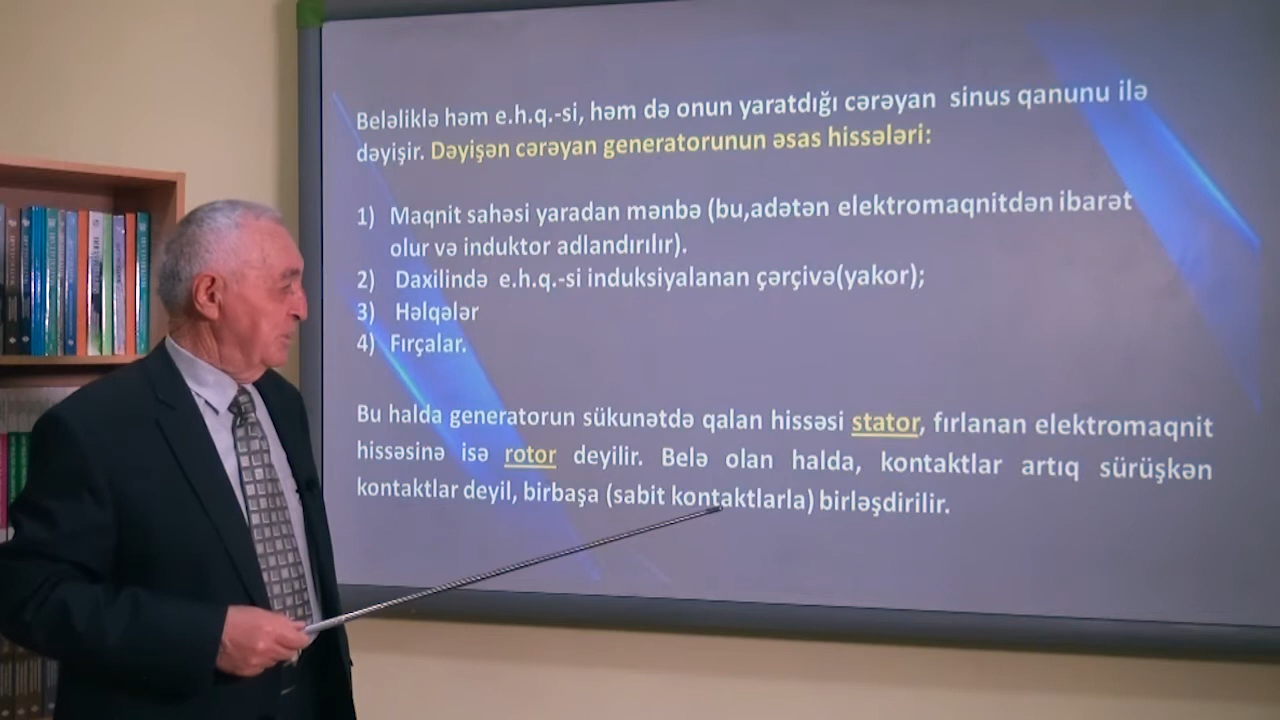 Beləliklə həm e.h.q.-si, həm də onun yaratdığı cərəyan sinus qanunu ilə
dəyişir. Dəyişən cərəyan generatorunun əsas hissələri:
1) Maqnit sahəsi yaradan mənbə (bu,adətən elektromaqnitdən ibarət
olur və induktor adlandırılır).
2) Daxilində e.h.q.-si induksiyalanan çərçivə(yakor);
3) Həlqələr
4) Fırçalar.
Bu halda generatorun sükunətdə qalan hissəsi stator, fırlanan elektromaqnit
hissəsinə isə rotor deyilir. Belə olan halda, kontaktlar artıq sürüşkən
kontaktlar deyil, birbaşa (sabit kontaktlarla) birləşdirilir.